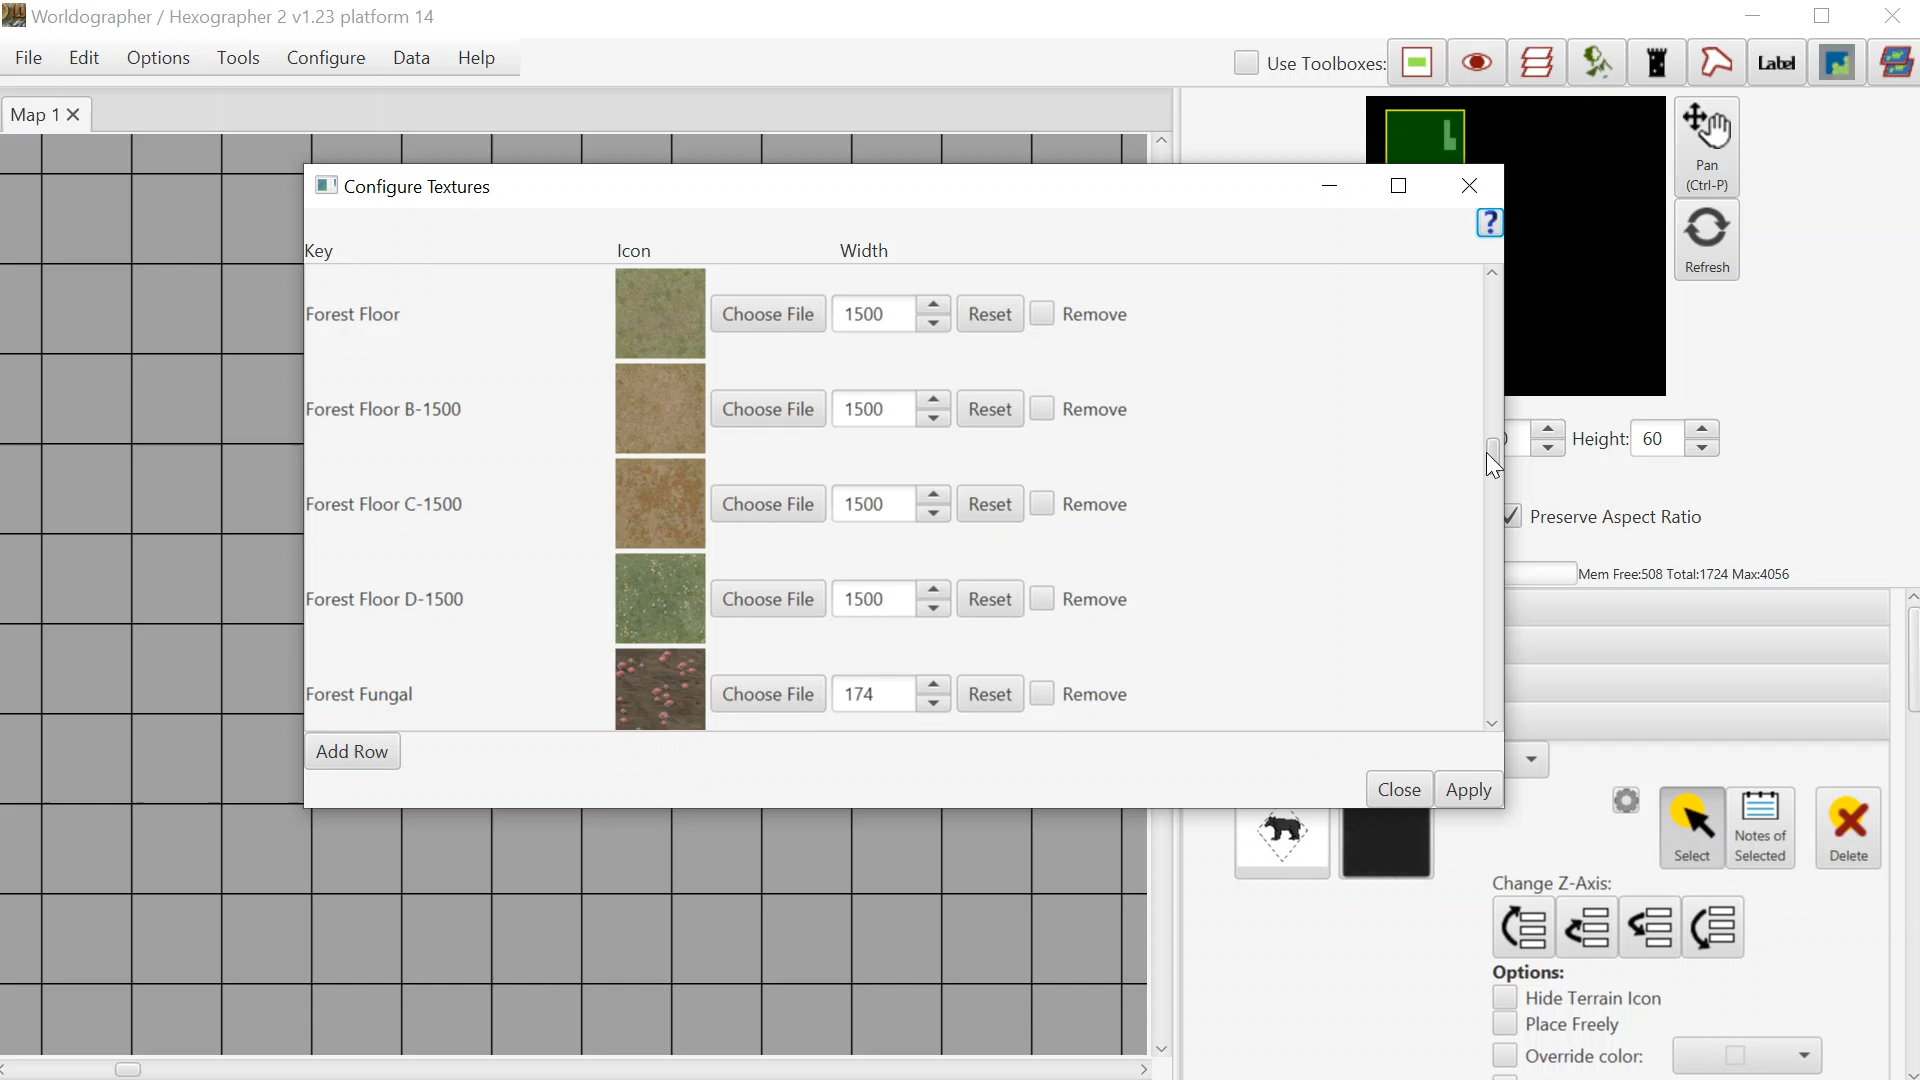 Worldographer / Hexographer 2 v1.23 platform 14
File Edit Options Tools Configure Data Help
Use Toolboxes: Label
Map 1
Pan
(Ctrl-P)
Refresh
Configure Textures
?
Key Icon Width
Forest Floor Choose File 1500 Reset Remove
Forest Floor B-1500 Choose File 1500 Reset Remove
Forest Floor C-1500 Choose File 1500 Reset Remove
Forest Floor D-1500 Choose File 1500 Reset Remove
Forest Fungal Choose File 174 Reset Remove
Add Row
Close Apply
Height: 60
Preserve Aspect Ratio
Mem Free:508 Total:1724 Max:4056
Select
Notes of
Selected
Delete
Change Z-Axis:
Options:
Hide Terrain Icon
Place Freely
Override color: